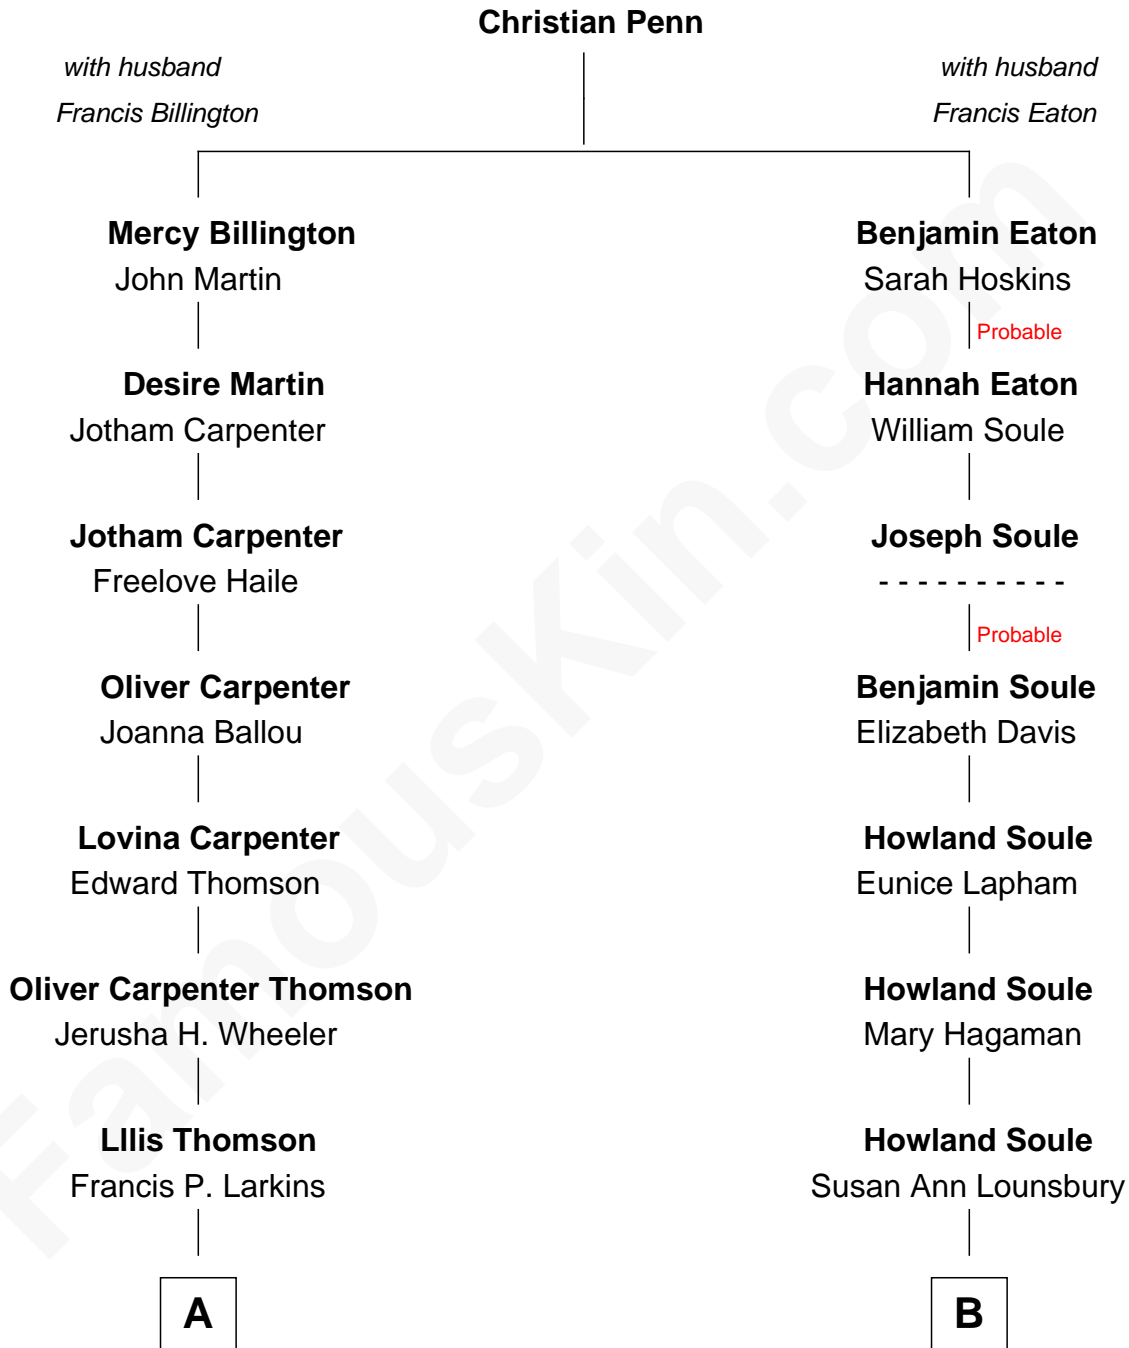 Christian Penn
with husband
Francis Billington
with husband
Francis Eaton
Mercy Billington
John Martin
Benjamin Eaton
Sarah Hoskins
Probable
Desire Martin
Jotham Carpenter
Hannah Eaton
William Soule
Jotham Carpenter
Freelove Haile
Joseph Soule
- - - - - - - - - -
Probable
Oliver Carpenter
Joanna Ballou
Benjamin Soule
Elizabeth Davis
Lovina Carpenter
Edward Thomson
Howland Soule
Eunice Lapham
Oliver Carpenter Thomson
Jerusha H. Wheeler
Howland Soule
Mary Hagaman
Lllis Thomson
Francis P. Larkins
Howland Soule
Susan Ann Lounsbury
A
B
FamousKin.com